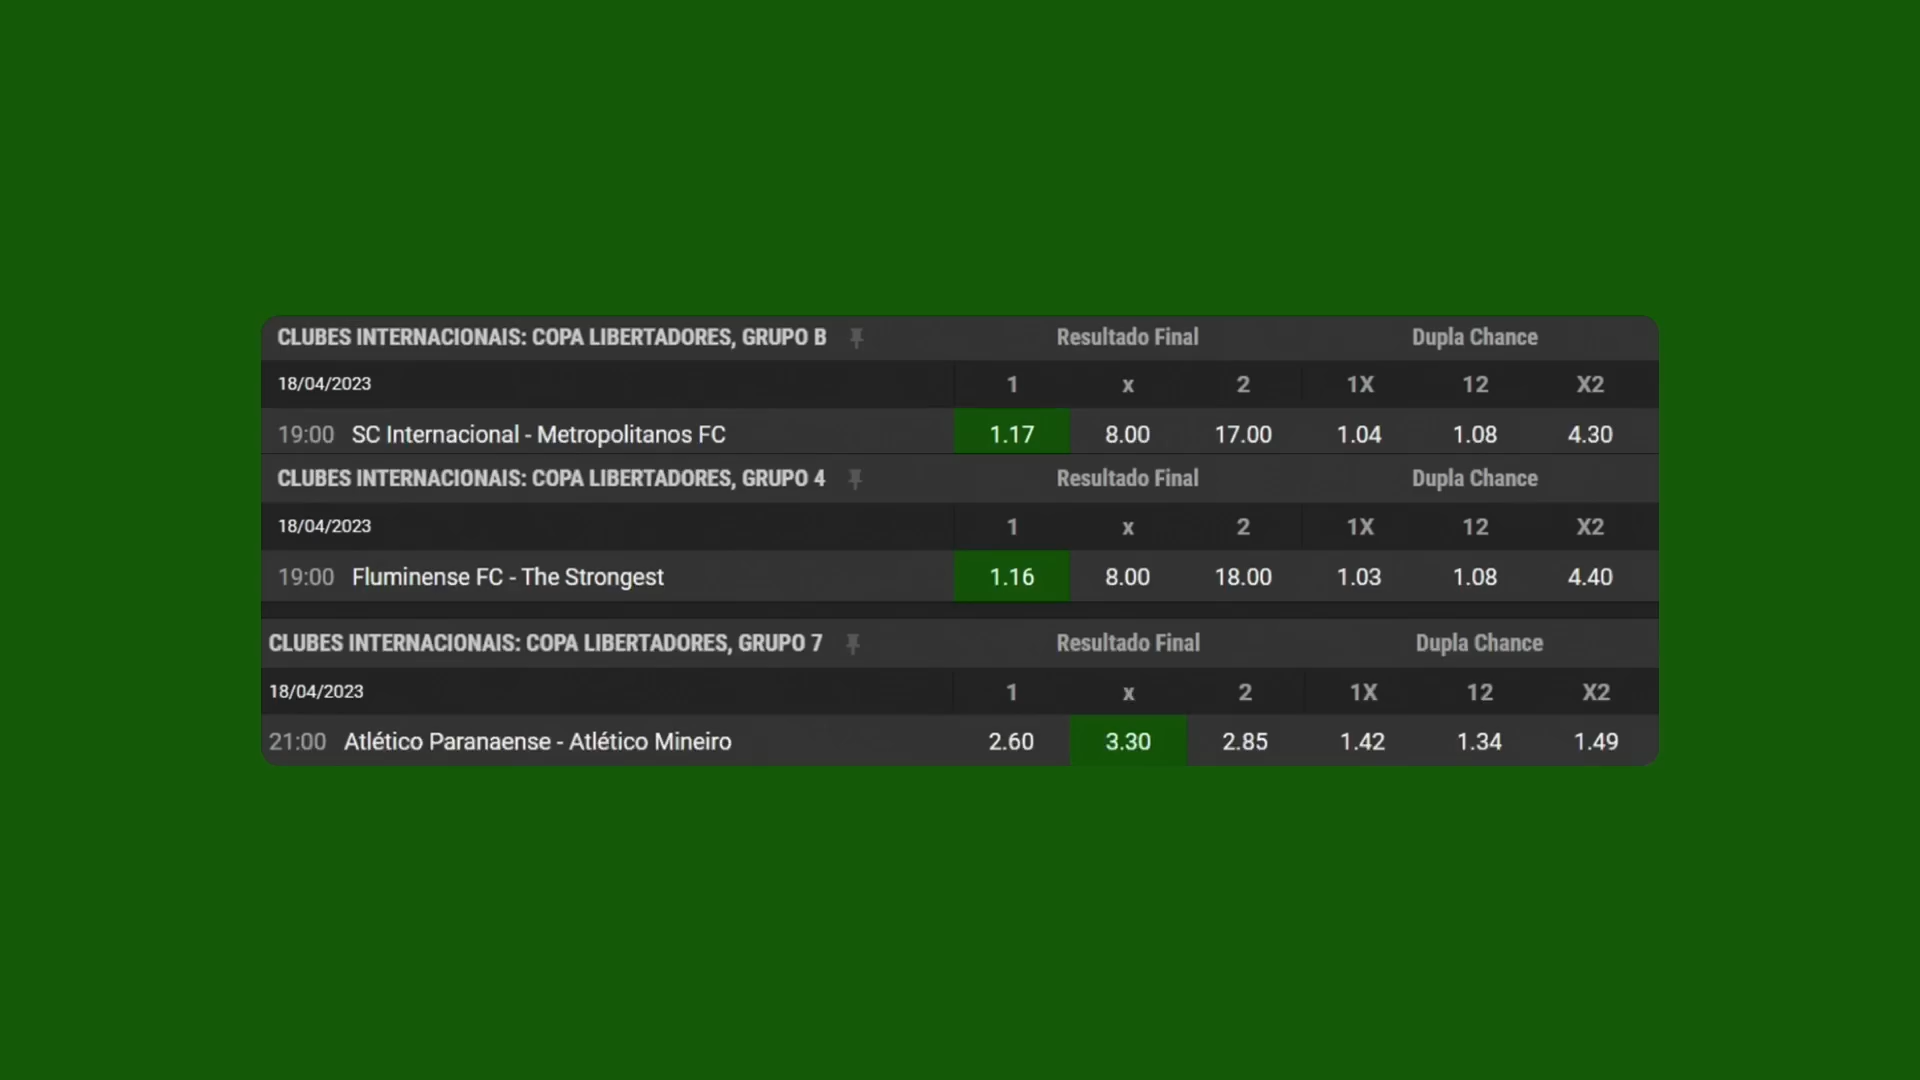 CLUBES INTERNACIONAIS: COPA LIBERTADORES, GRUPO B Resultado Final Dupla Chance
18/04/2023 1 x 2 1X 12 X2
19:00 SC Internacional - Metropolitanos FC 1.17 8.00 17.00 1.04 1.08 4.30
CLUBES INTERNACIONAIS: COPA LIBERTADORES, GRUPO 4 Resultado Final Dupla Chance
18/04/2023 1 x 2 1X 12 X2
19:00 Fluminense FC - The Strongest 1.16 8.00 18.00 1.03 1.08 4.40
CLUBES INTERNACIONAIS: COPA LIBERTADORES, GRUPO 7 Resultado Final Dupla Chance
18/04/2023 1 x 2 1X 12 X2
21:00 Atlético Paranaense - Atlético Mineiro 2.60 3.30 2.85 1.42 1.34 1.49